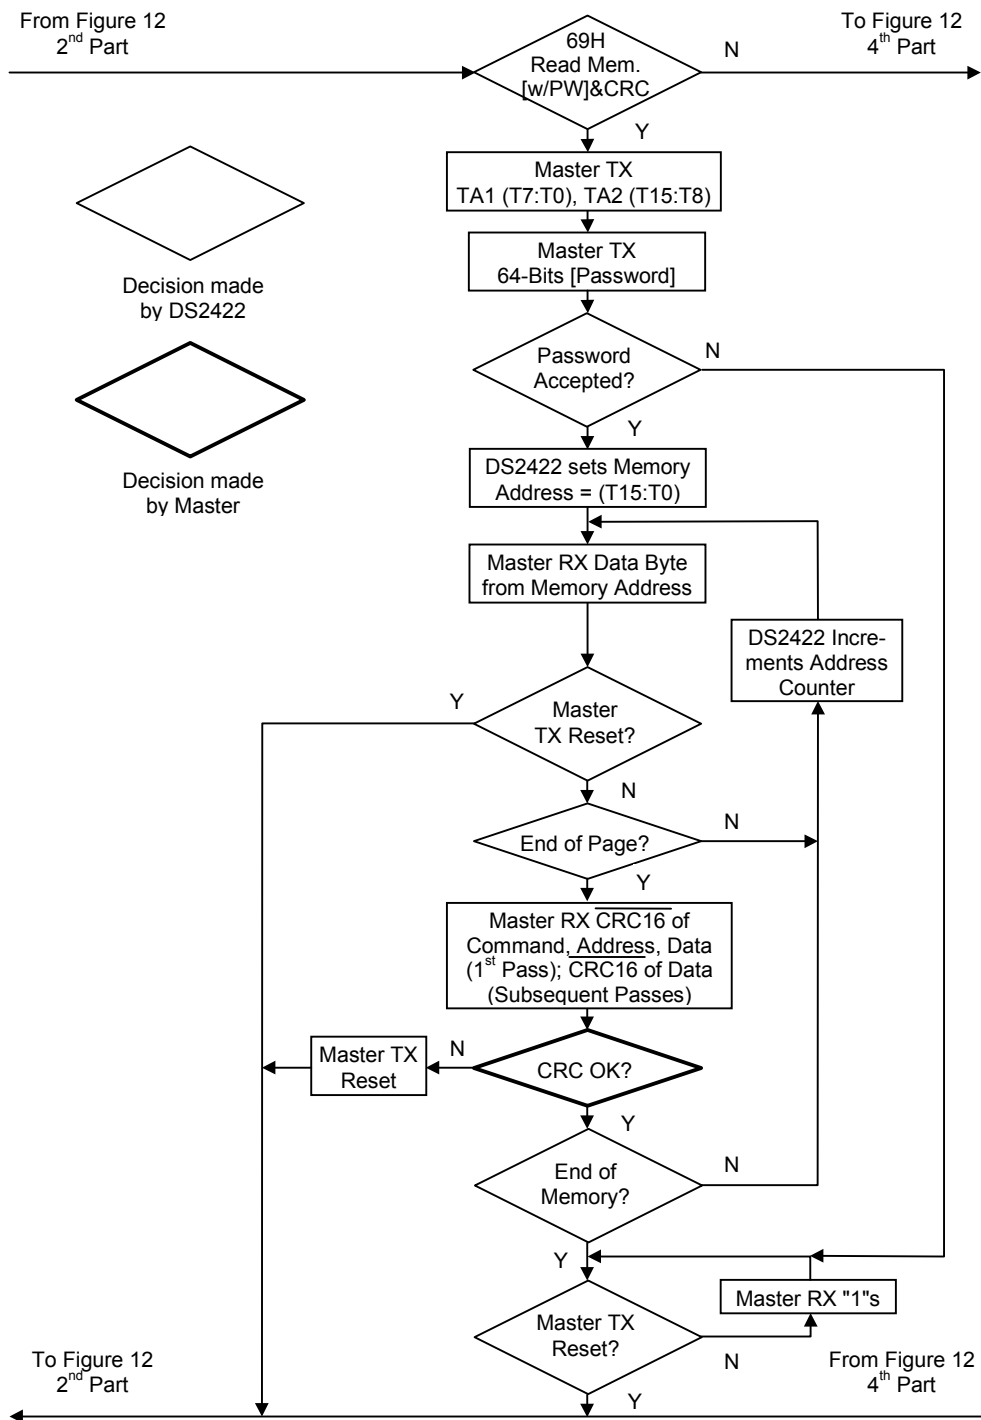 From Figure 12
2nd Part
To Figure 12
4th Part
69H
Read Mem.
[w/PW]&CRC
N
Y
Master TX
TA1 (T7:T0), TA2 (T15:T8)
Master TX
64-Bits [Password]
Decision made
by DS2422
Password
Accepted?
N
Y
Decision made
by Master
DS2422 sets Memory
Address = (T15:T0)
Master RX Data Byte
from Memory Address
DS2422 Incre-
ments Address
Counter
Y
Master
TX Reset?
N
End of Page?
N
Y
Master RX CRC16 of
Command, Address, Data
(1st Pass); CRC16 of Data
(Subsequent Passes)
Master TX
Reset
N
CRC OK?
Y
End of
Memory?
N
Y
Master RX "1"s
Master TX
Reset?
N
Y
To Figure 12
2nd Part
From Figure 12
4th Part